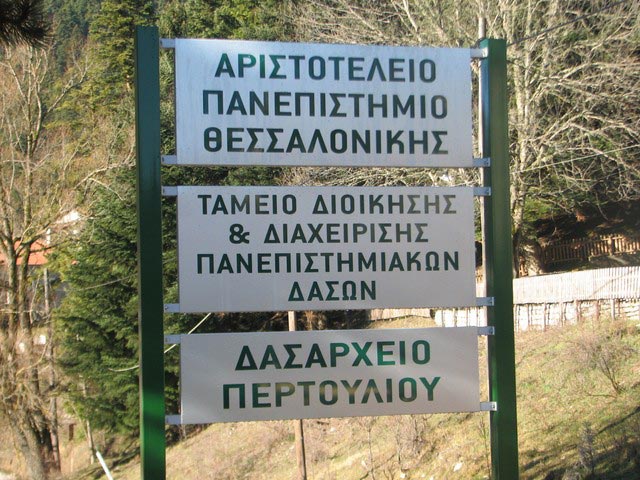 ΑΡΙΣΤΟΤΕΛΕΙΟ
ΠΑΝΕΠΙΣΤΗΜΙΟ
ΘΕΣΣΑΛΟΝΙΚΗΣ
ΤΑΜΕΙΟ ΔΙΟΙΚΗΣΗΣ
& ΔΙΑΧΕΙΡΙΣΗΣ
ΠΑΝΕΠΙΣΤΗΜΙΑΚΩΝ
ΔΑΣΩΝ
ΔΑΣΑΡΧΕΙΟ
ΠΕΡΤΟΥΛΙΟΥ